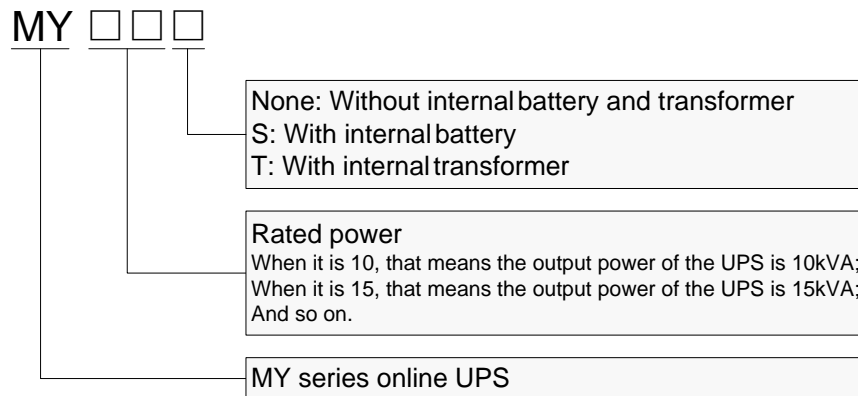 MY □ □ □
None: Without internal battery and transformer
S: With internal battery
T: With internal transformer
Rated power
When it is 10, that means the output power of the UPS is 10kVA;
When it is 15, that means the output power of the UPS is 15kVA;
And so on.
MY series online UPS